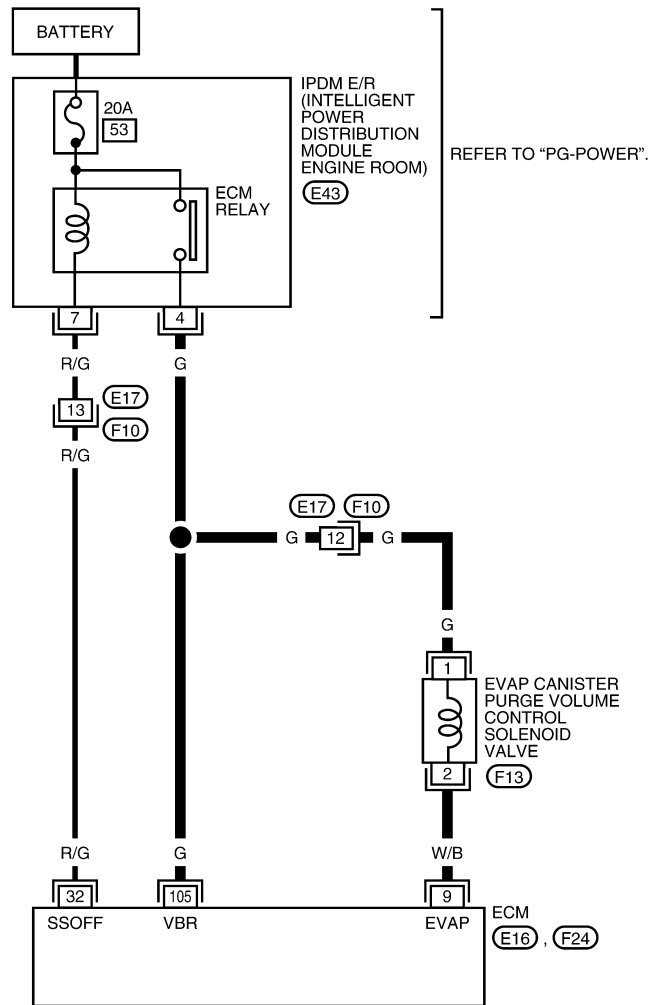 BATTERY
20A
53
IPDM E/R
(INTELLIGENT
POWER
DISTRIBUTION
MODULE
ENGINE ROOM)
E43
REFER TO “PG-POWER”.
ECM
RELAY
7
4
R/G
G
13
E17
F10
R/G
E17
F10
G
12
G
G
1
EVAP CANISTER
PURGE VOLUME
CONTROL
SOLENOID
VALVE
2
F13
R/G
G
W/B
32
105
9
SSOFF
VBR
EVAP
ECM
E16 , F24